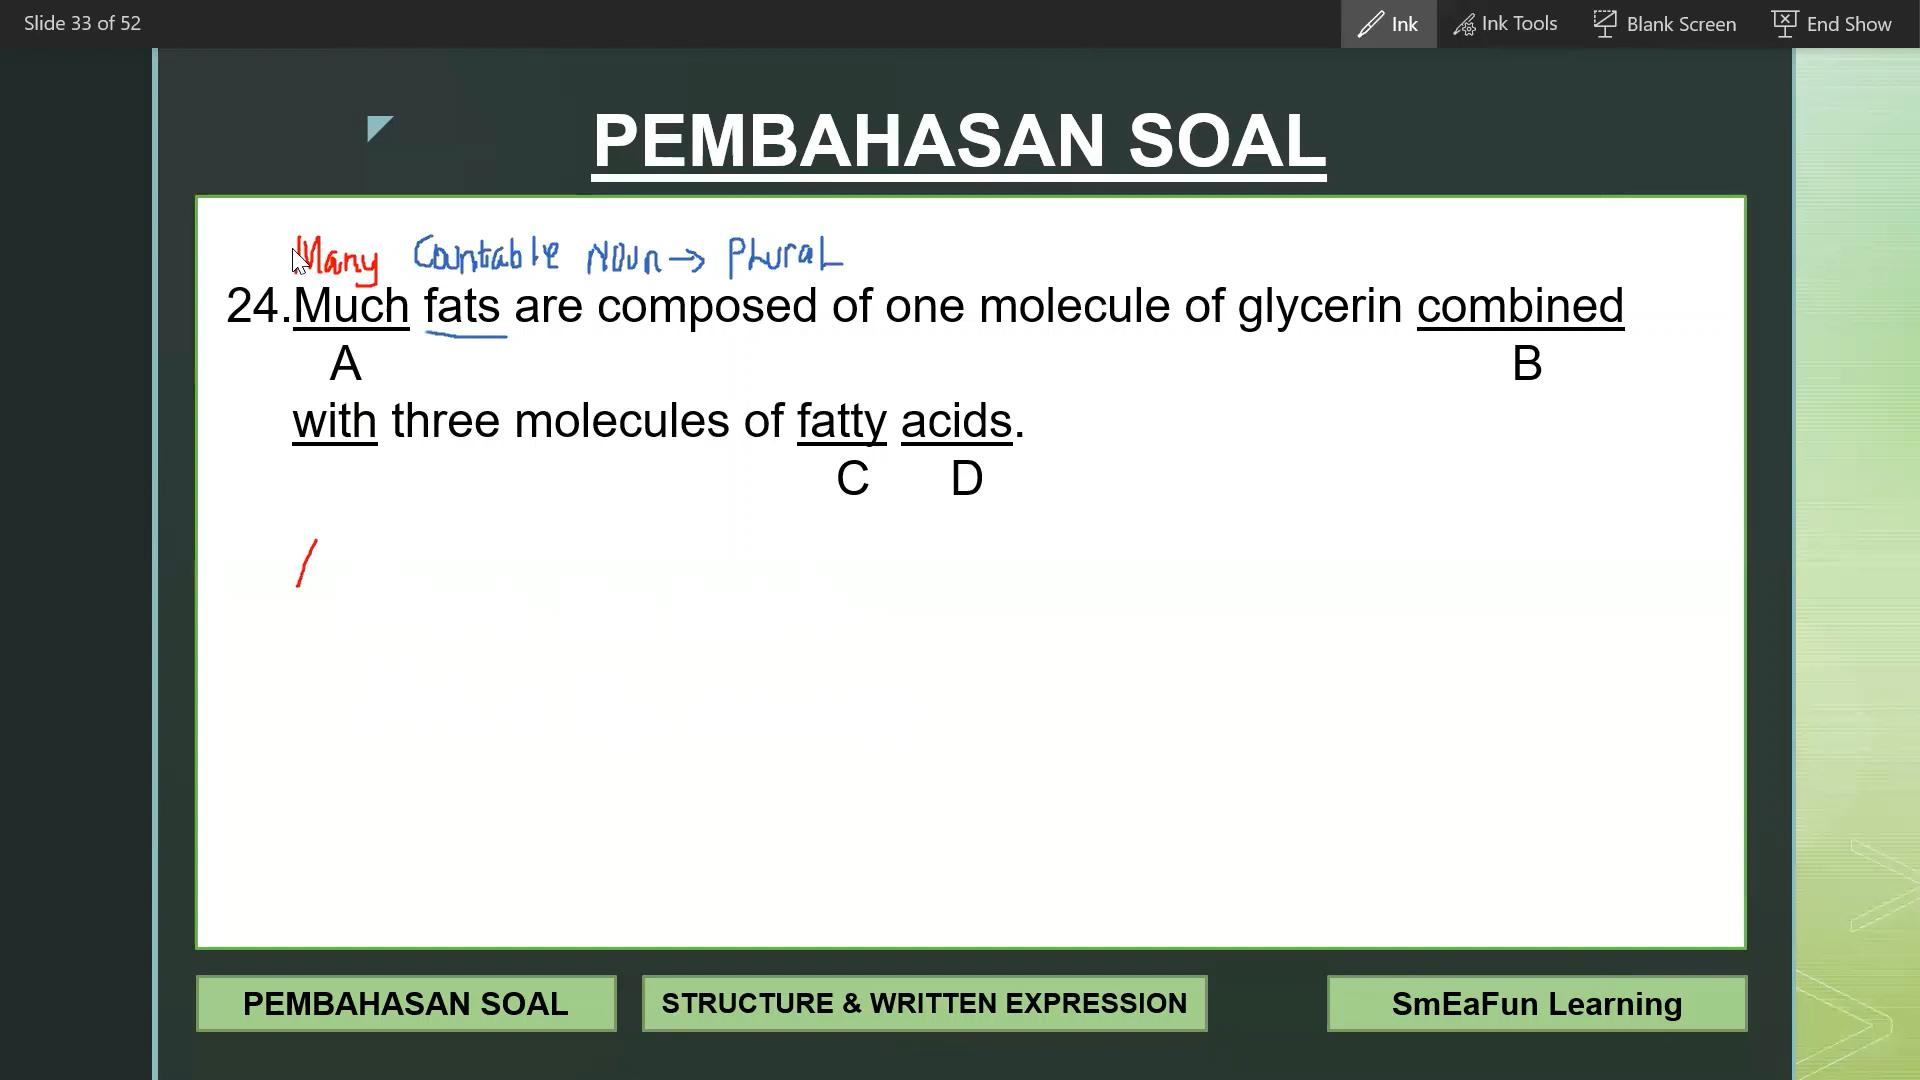 Slide 33 of 52
Ink
Ink Tools
Blank Screen
End Show
PEMBAHASAN SOAL
Many Countable Noun → Plural
24.Much fats are composed of one molecule of glycerin combined
A B
with three molecules of fatty acids.
C D
/
PEMBAHASAN SOAL
STRUCTURE & WRITTEN EXPRESSION
SmEaFun Learning